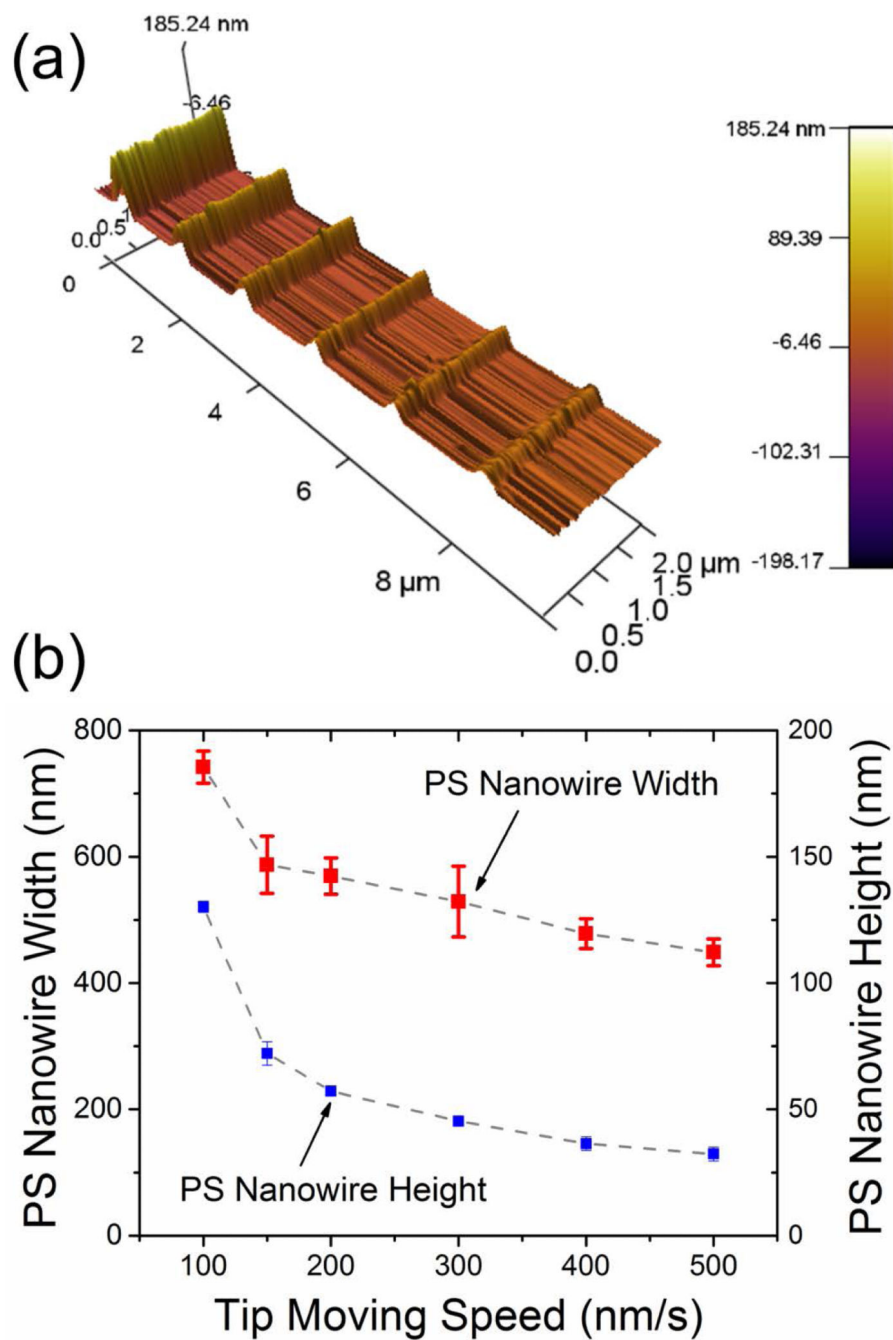 (a)
185.24 nm
-6.46
0.0
0.5
0
2
4
6
8 µm
2.0 µm
1.5
1.0
0.5
0.0
185.24 nm
89.39
-6.46
-102.31
-198.17
(b)
PS Nanowire Width (nm)
800
600
400
200
0
PS Nanowire Width
PS Nanowire Height
200
150
100
50
0
PS Nanowire Height (nm)
100 200 300 400 500
Tip Moving Speed (nm/s)